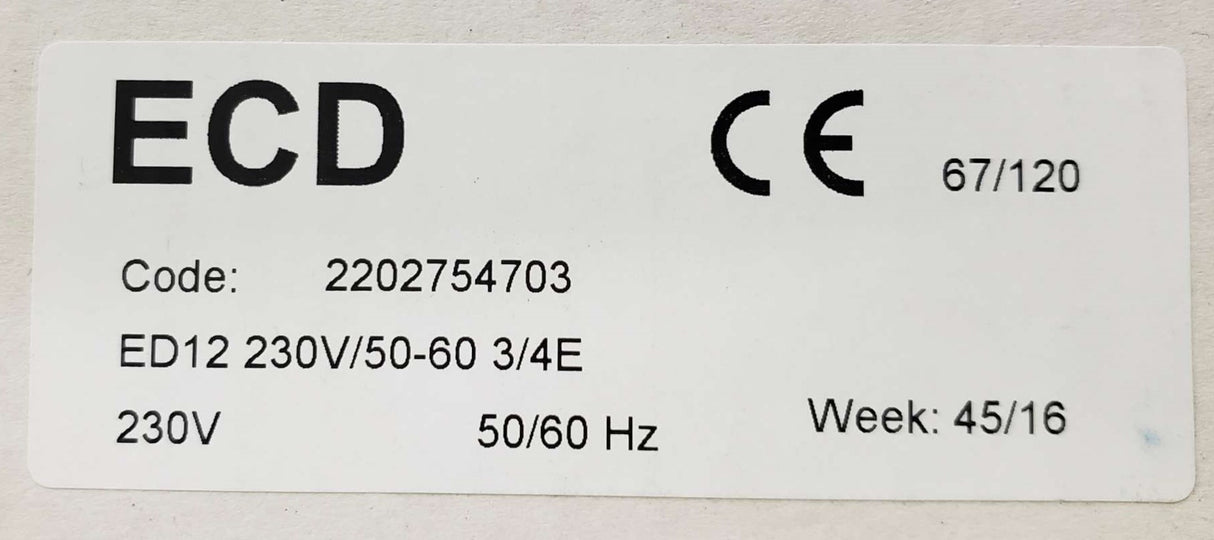 ECD CE 67/120
Code: 2202754703
ED12 230V/50-60 3/4E
230V 50/60 Hz Week: 45/16